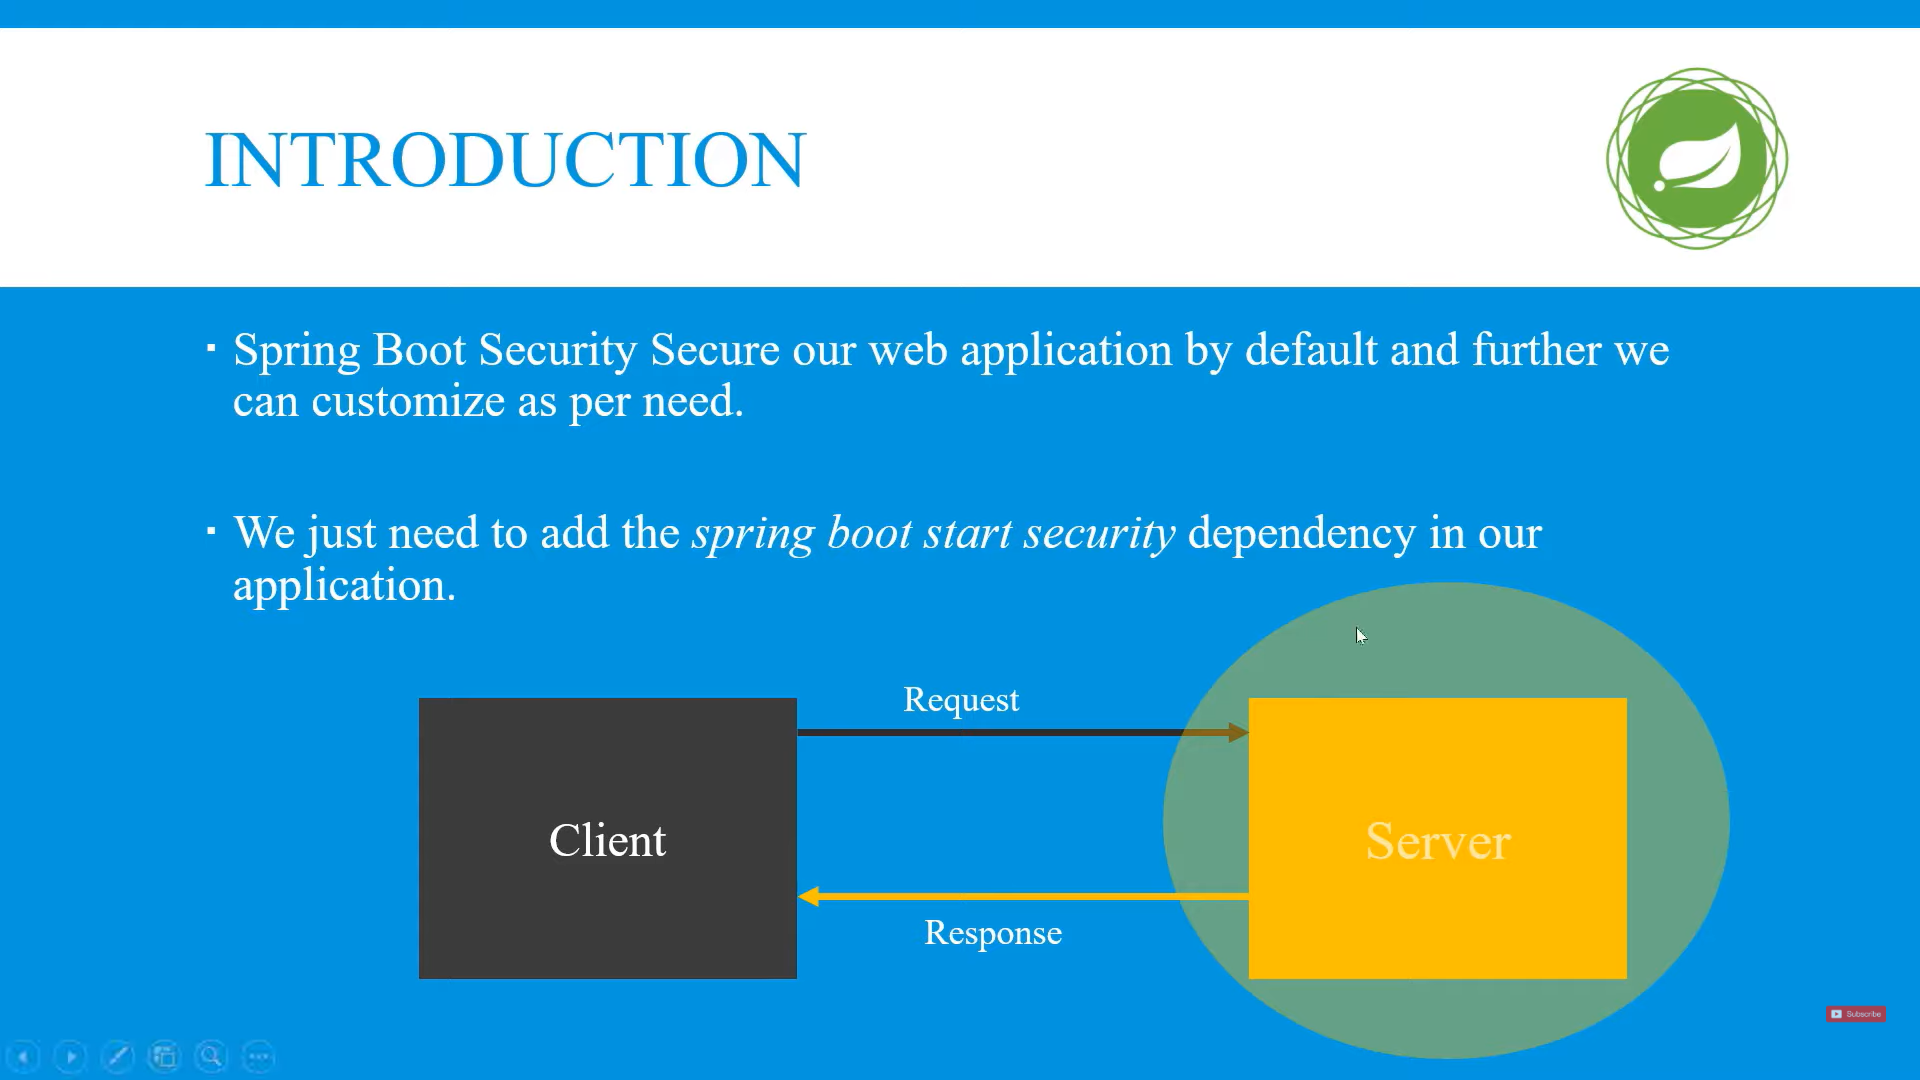 INTRODUCTION
▪ Spring Boot Security Secure our web application by default and further we
can customize as per need.
▪ We just need to add the spring boot start security dependency in our
application.
Request
Client
Server
Response
Subscribe